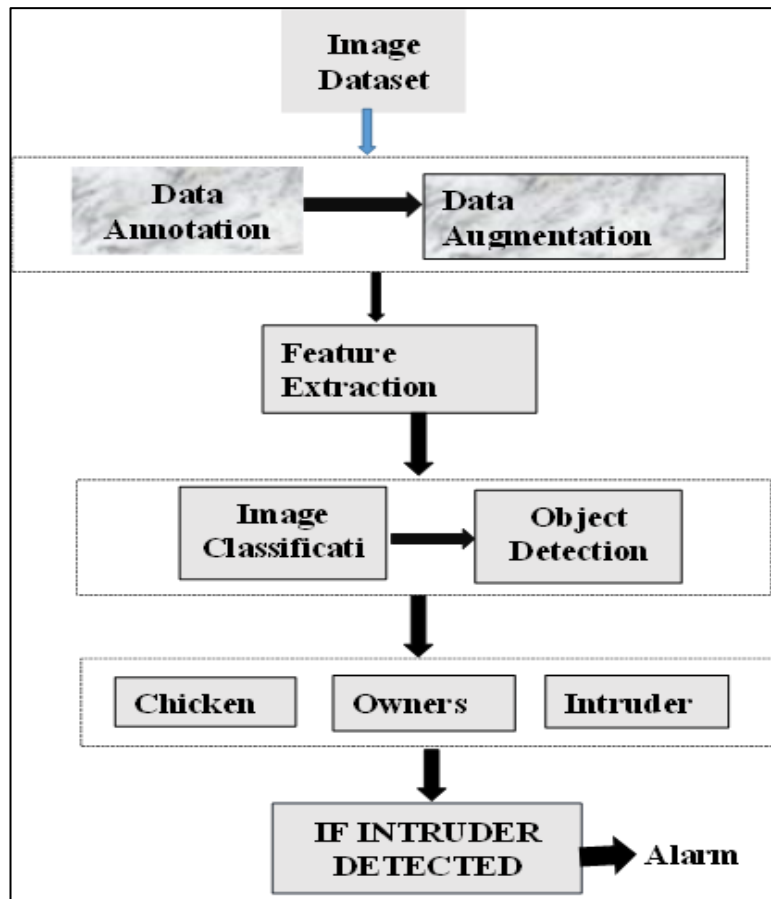 Image
Dataset
Data
Annotation
Data
Augmentation
Feature
Extraction
Image
Classificati
Object
Detection
Chicken
Owners
Intruder
IF INTRUDER
DETECTED
Alarm